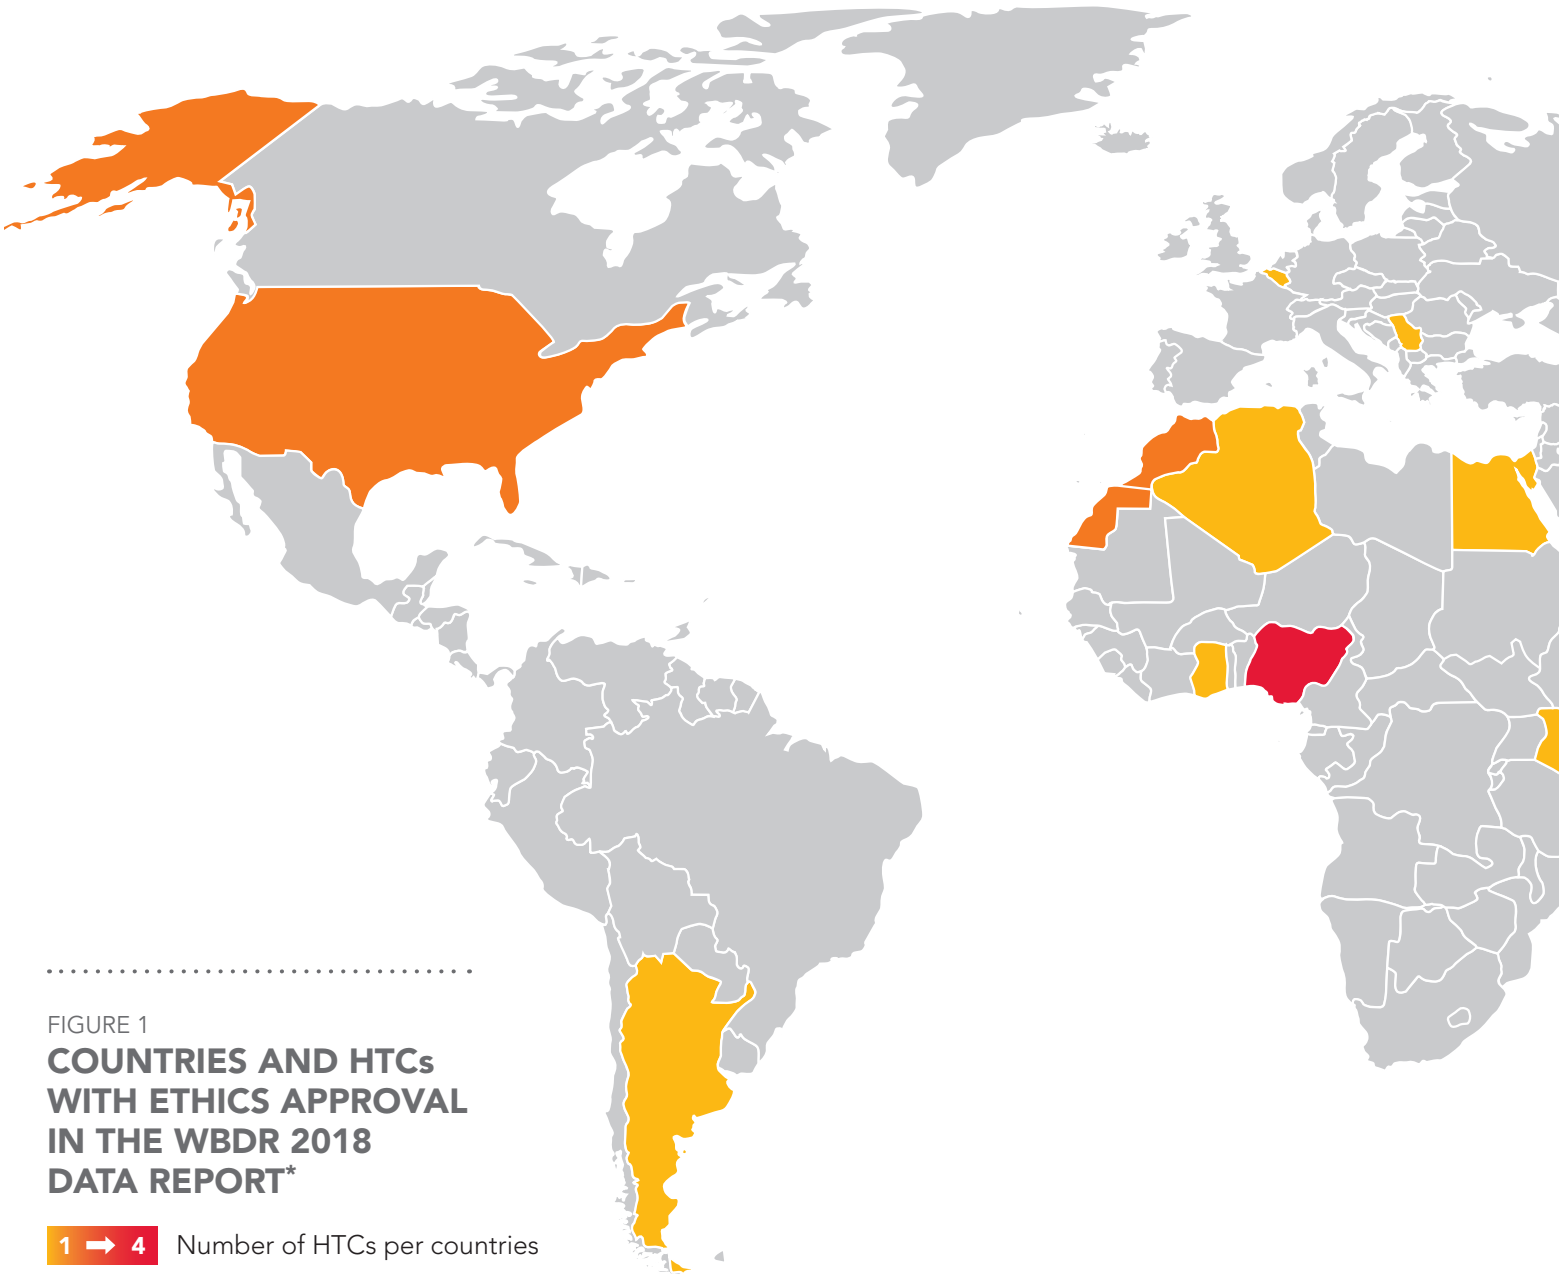 FIGURE 1
COUNTRIES AND HTCs
WITH ETHICS APPROVAL
IN THE WBDR 2018
DATA REPORT*
1 ➡ 4 Number of HTCs per countries